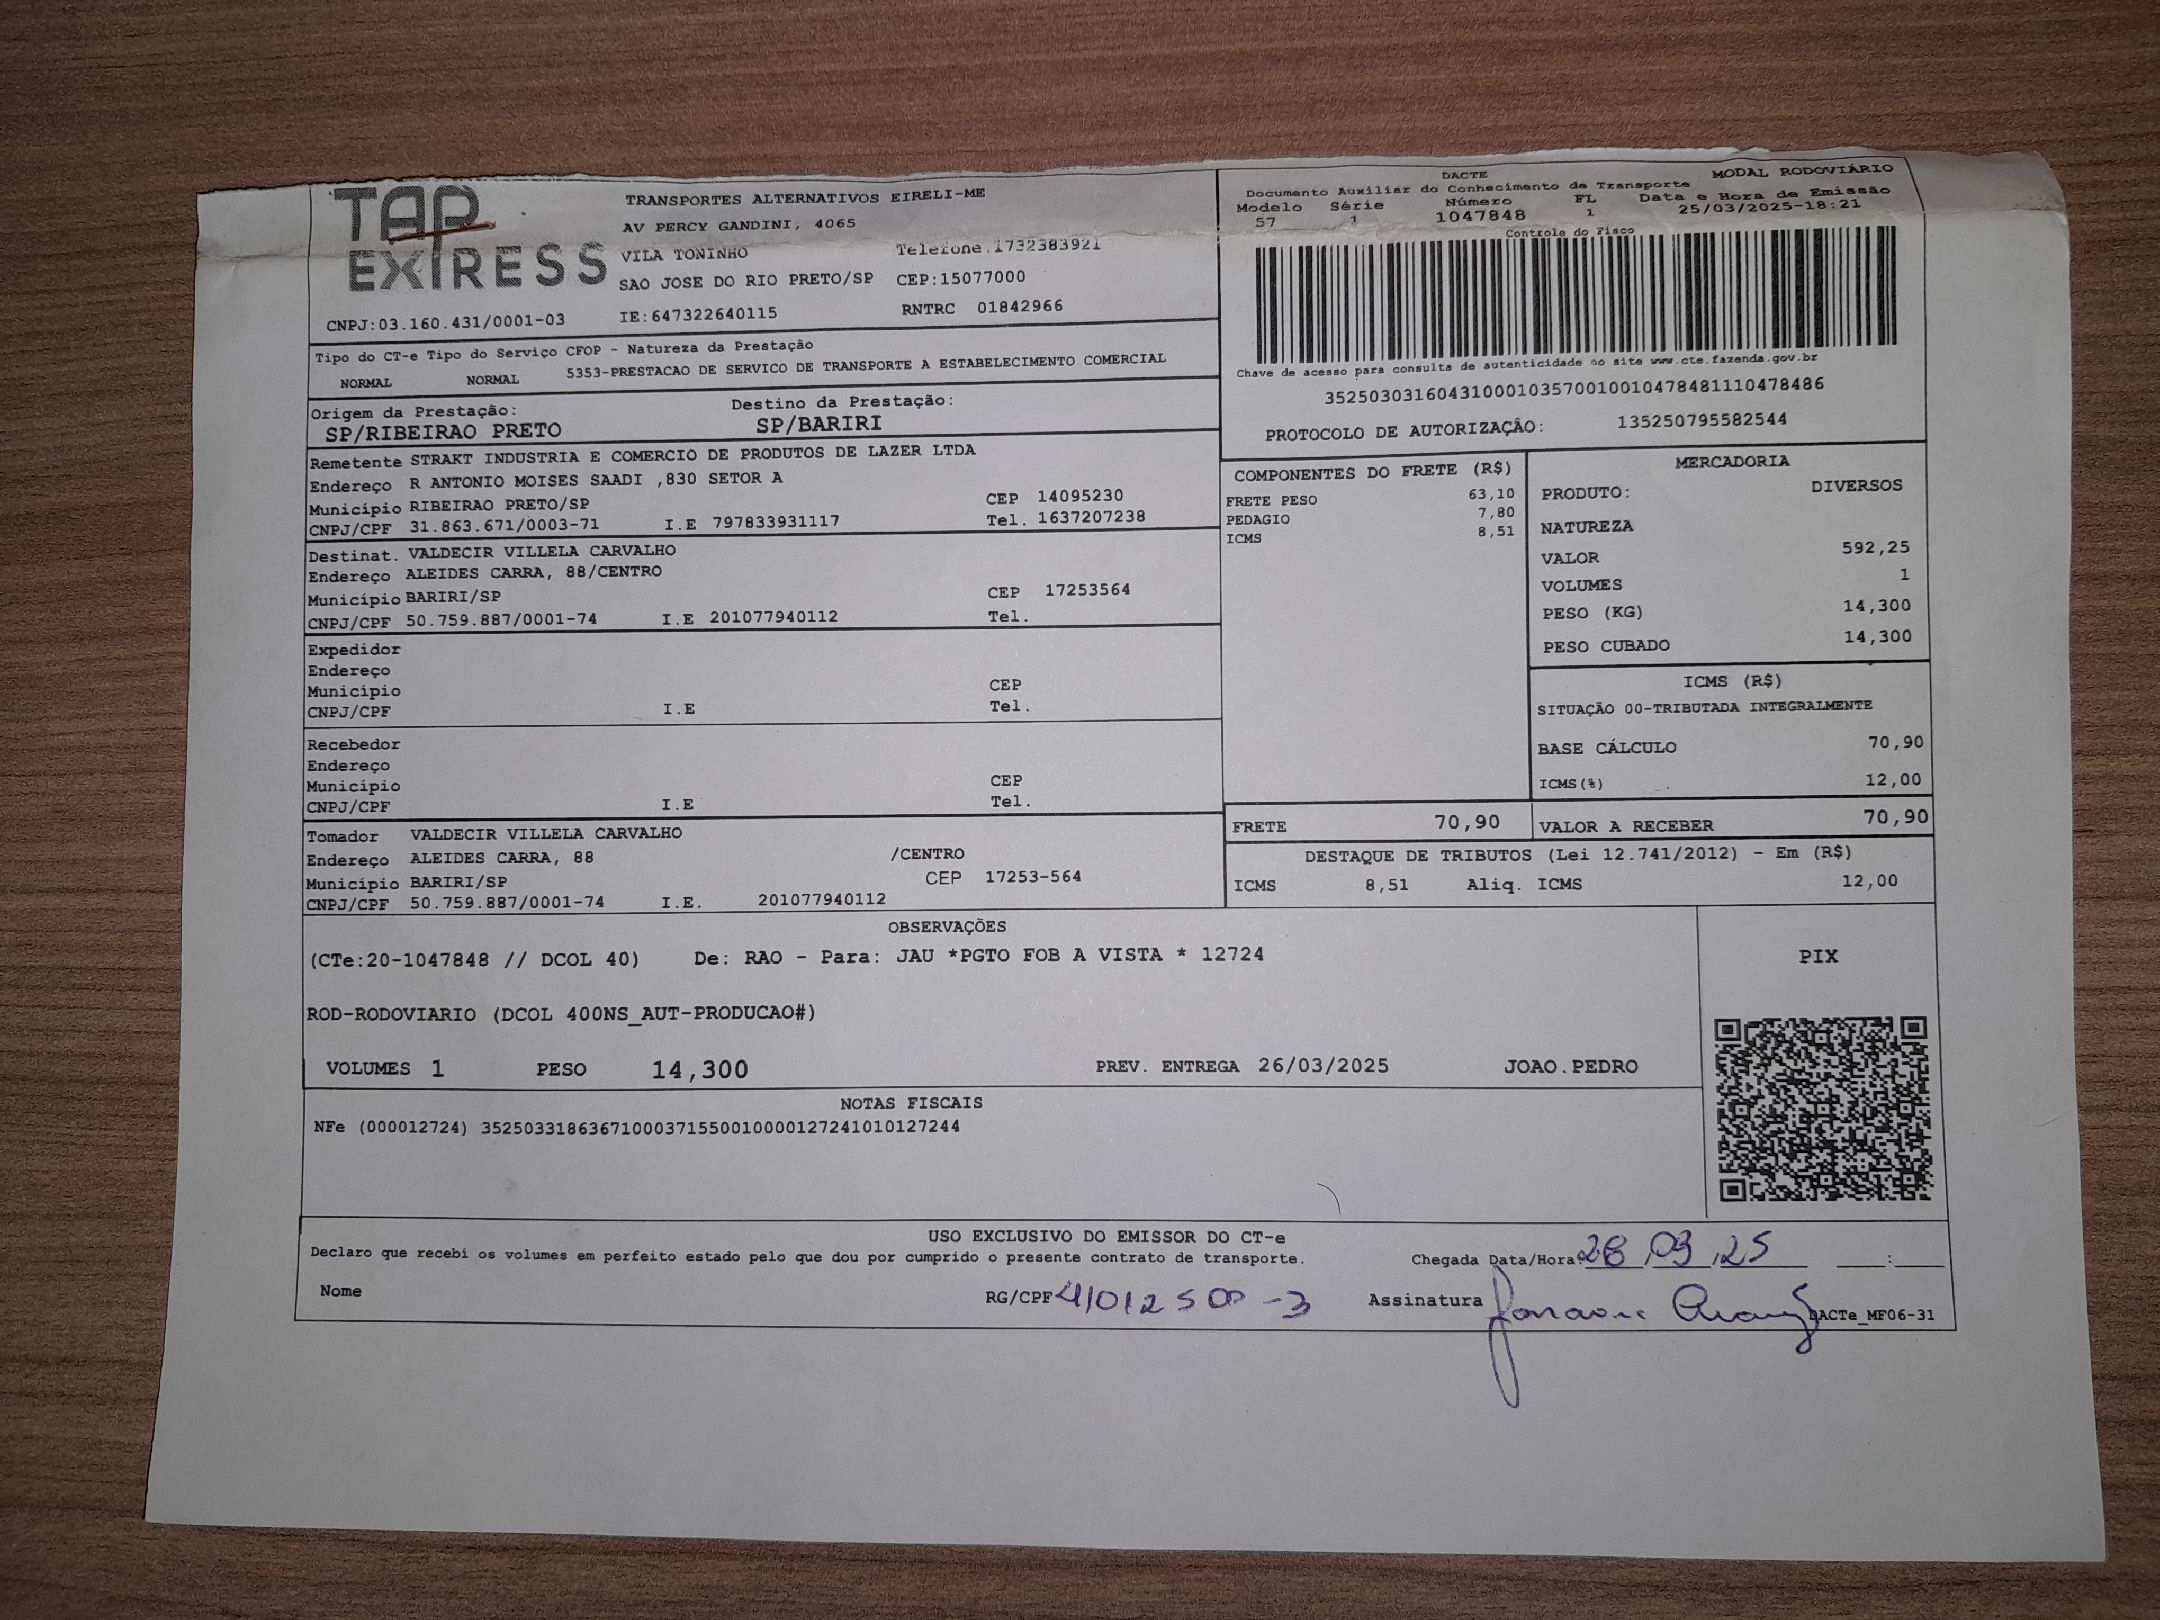 TAP
EXPRESS
TRANSPORTES ALTERNATIVOS EIRELI-ME
AV PERCY GANDINI, 4065
VILA TONINHO Telefone.1732383921
SAO JOSE DO RIO PRETO/SP CEP:15077000
CNPJ:03.160.431/0001-03 IE:647322640115 RNTRC 01842966
DACTE MODAL RODOVIÁRIO
Documento Auxiliar do Conhecimento de Transporte
Modelo Série Número FL Data e Hora de Emissão
57 1 1047848 1 25/03/2025-18:21
Controle do Fisco
Chave de acesso para consulta de autenticidade no site www.cte.fazenda.gov.br
35250303160431000103570010010478481110478486
PROTOCOLO DE AUTORIZAÇÃO: 135250795582544
Tipo do CT-e Tipo do Serviço CFOP - Natureza da Prestação
NORMAL NORMAL 5353-PRESTACAO DE SERVICO DE TRANSPORTE A ESTABELECIMENTO COMERCIAL
Origem da Prestação: Destino da Prestação:
SP/RIBEIRAO PRETO SP/BARIRI
Remetente STRAKT INDUSTRIA E COMERCIO DE PRODUTOS DE LAZER LTDA
Endereço R ANTONIO MOISES SAADI ,830 SETOR A
Município RIBEIRAO PRETO/SP CEP 14095230
CNPJ/CPF 31.863.671/0003-71 I.E 797833931117 Tel. 1637207238
Destinat. VALDECIR VILLELA CARVALHO
Endereço ALEIDES CARRA, 88/CENTRO
Município BARIRI/SP CEP 17253564
CNPJ/CPF 50.759.887/0001-74 I.E 201077940112 Tel.
Expedidor
Endereço
Município CEP
CNPJ/CPF I.E Tel.
Recebedor
Endereço
Município CEP
CNPJ/CPF I.E Tel.
Tomador VALDECIR VILLELA CARVALHO
Endereço ALEIDES CARRA, 88 /CENTRO
Município BARIRI/SP CEP 17253-564
CNPJ/CPF 50.759.887/0001-74 I.E. 201077940112
COMPONENTES DO FRETE (R$)
FRETE PESO 63,10
PEDAGIO 7,80
ICMS 8,51
MERCADORIA
PRODUTO: DIVERSOS
NATUREZA
VALOR 592,25
VOLUMES 1
PESO (KG) 14,300
PESO CUBADO 14,300
ICMS (R$)
SITUAÇÃO 00-TRIBUTADA INTEGRALMENTE
BASE CÁLCULO 70,90
ICMS(%) 12,00
FRETE 70,90 VALOR A RECEBER 70,90
DESTAQUE DE TRIBUTOS (Lei 12.741/2012) - Em (R$)
ICMS 8,51 Aliq. ICMS 12,00
OBSERVAÇÕES
(CTe:20-1047848 // DCOL 40) De: RAO - Para: JAU *PGTO FOB A VISTA * 12724
ROD-RODOVIARIO (DCOL 400NS_AUT-PRODUCAO#)
VOLUMES 1 PESO 14,300 PREV. ENTREGA 26/03/2025 JOAO.PEDRO
PIX
NOTAS FISCAIS
NFe (000012724) 35250331863671000371550010000127241010127244
USO EXCLUSIVO DO EMISSOR DO CT-e
Declaro que recebi os volumes em perfeito estado pelo que dou por cumprido o presente contrato de transporte. Chegada Data/Hora: 03 25 :
Nome RG/CPF Assinatura DACTe_MF06-31